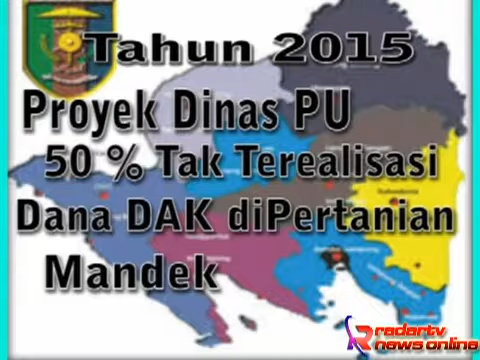 Tahun 2015
Proyek Dinas PU
50 % Tak Terealisasi
Dana DAK diPertanian
Mandek
radartv
news online